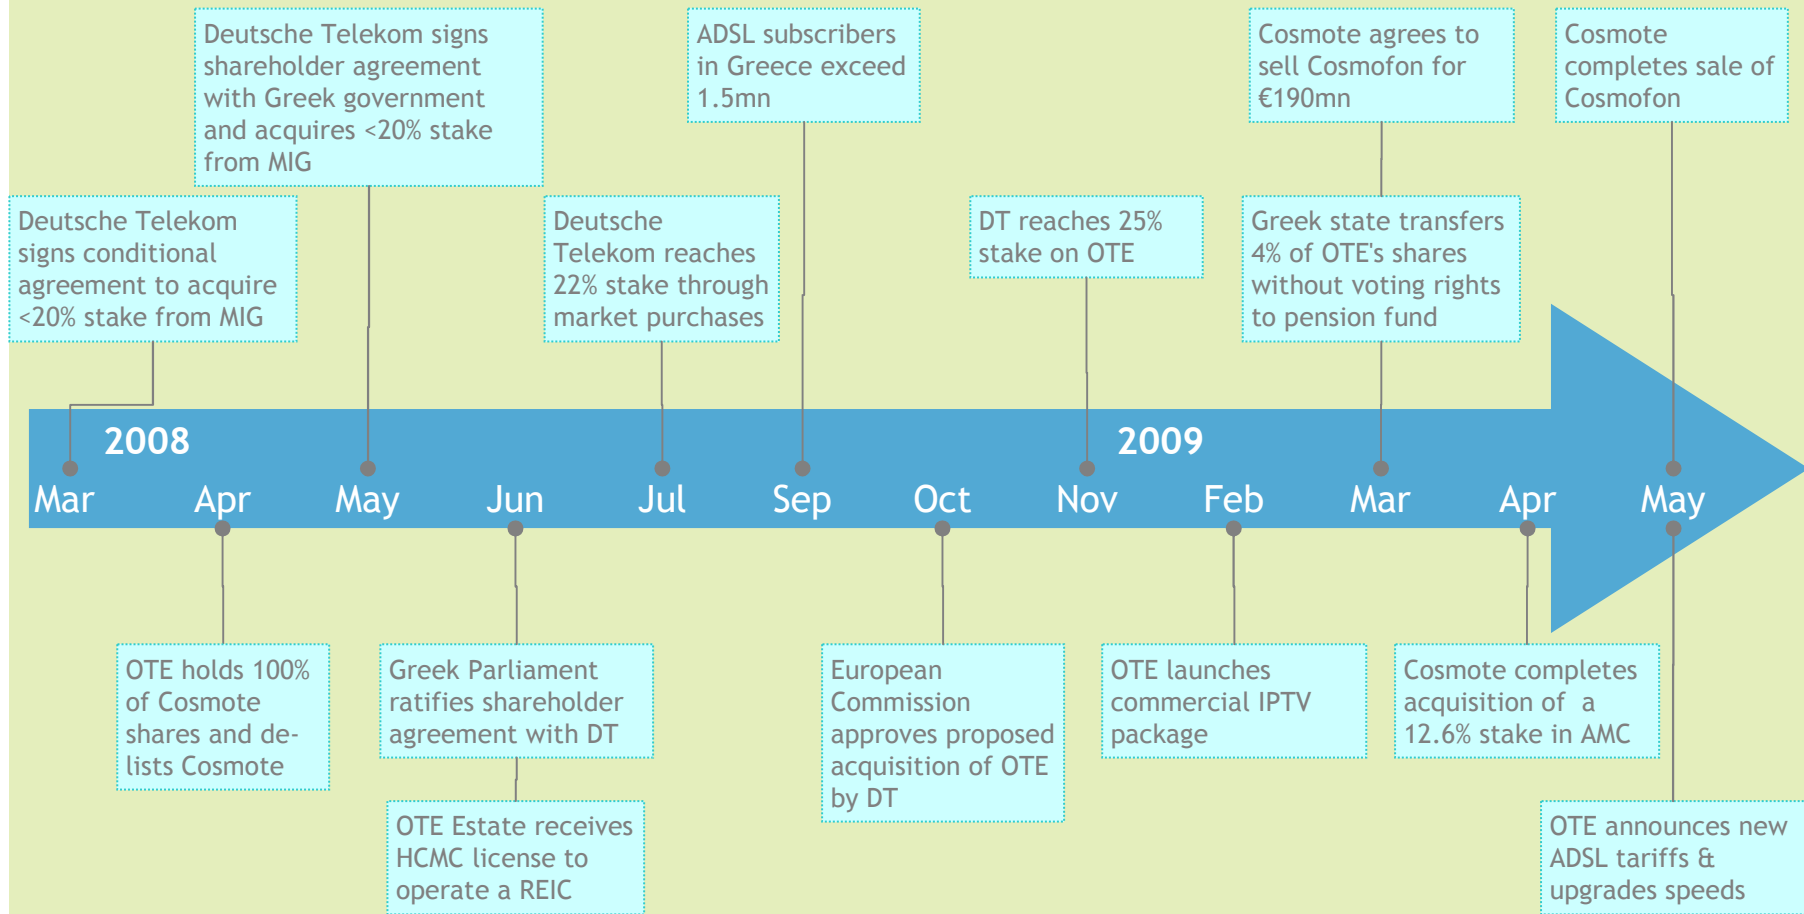 Deutsche Telekom signs
shareholder agreement
with Greek government
and acquires <20% stake
from MIG
ADSL subscribers
in Greece exceed
1.5mn
Cosmote agrees to
sell Cosmofon for
€190mn
Cosmote
completes sale of
Cosmofon
Deutsche Telekom
signs conditional
agreement to acquire
<20% stake from MIG
Deutsche
Telekom reaches
22% stake through
market purchases
DT reaches 25%
stake on OTE
Greek state transfers
4% of OTE's shares
without voting rights
to pension fund
2008
2009
Mar
Apr
May
Jun
Jul
Sep
Oct
Nov
Feb
Mar
Apr
May
OTE holds 100%
of Cosmote
shares and de-
lists Cosmote
Greek Parliament
ratifies shareholder
agreement with DT
European
Commission
approves proposed
acquisition of OTE
by DT
OTE launches
commercial IPTV
package
Cosmote completes
acquisition of  a
12.6% stake in AMC
OTE Estate receives
HCMC license to
operate a REIC
OTE announces new
ADSL tariffs &
upgrades speeds